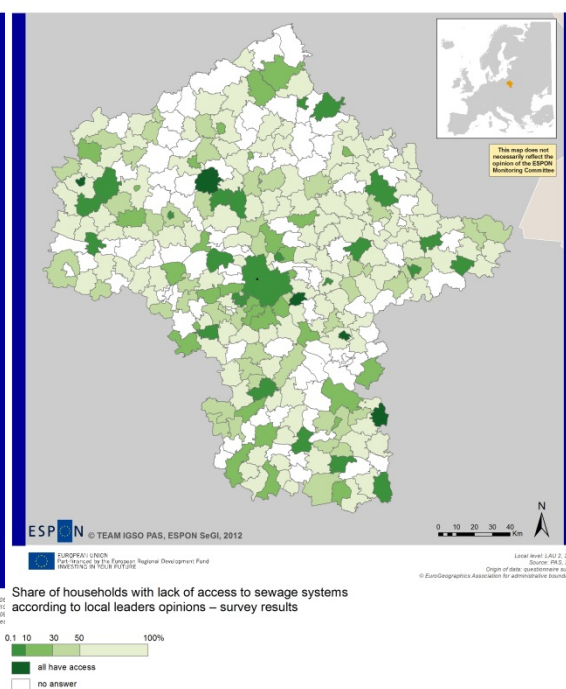 This map does not
necessarily reflect the
opinion of the ESPON
Monitoring Committee
N
0 10 20 30 40
Km
ESPON © TEAM IGSO PAS, ESPON SeGI, 2012
EUROPEAN UNION
Part-financed by the European Regional Development Fund
INVESTING IN YOUR FUTURE
Local level: LAU 2,
Source: PAS,
Origin of data: questionnaire
© EuroGeographics Association for administrative
Share of households with lack of access to sewage systems
according to local leaders opinions – survey results
0.1 10 30 50 100%
all have access
no answer